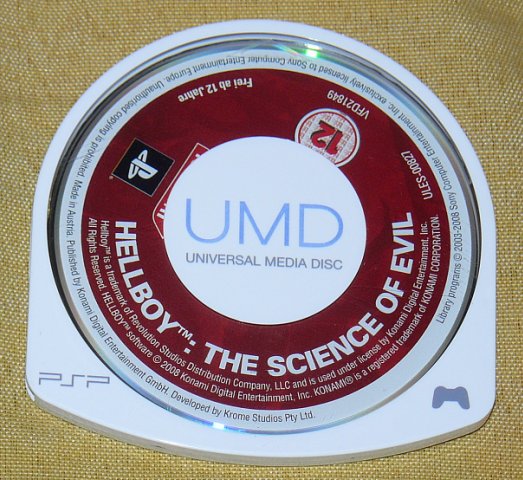 UMD
UNIVERSAL MEDIA DISC
HELLBOY™: THE SCIENCE OF EVIL
Hellboy™ is a trademark of Revolution Studios Distribution Company, LLC and is used under license by Konami Digital Entertainment, Inc.
All Rights Reserved. HELLBOY™ software © 2008 Konami Digital Entertainment, Inc. KONAMI® is a registered trademark of KONAMI CORPORATION.
Frei ab 12 Jahre
12
VFD21849
ULES-00827
Library programs © 2003-2008 Sony Computer Entertainment Inc. exclusively licensed to Sony Computer Entertainment Europe. Unauthorised copying is prohibited. Made in Austria. Published by Konami Digital Entertainment GmbH. Developed by Krome Studios Pty Ltd.
PSP